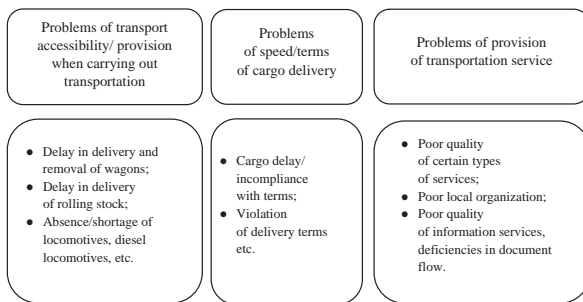 Problems of transport
accessibility/ provision
when carrying out
transportation
Problems
of speed/terms
of cargo delivery
Problems of provision
of transportation service
● Delay in delivery and
removal of wagons;
● Delay in delivery
of rolling stock;
● Absence/shortage of
locomotives, diesel
locomotives, etc.
● Cargo delay/
incompliance
with terms;
● Violation
of delivery terms
etc.
● Poor quality
of certain types
of services;
● Poor local organization;
● Poor quality
of information services,
deficiencies in document
flow.